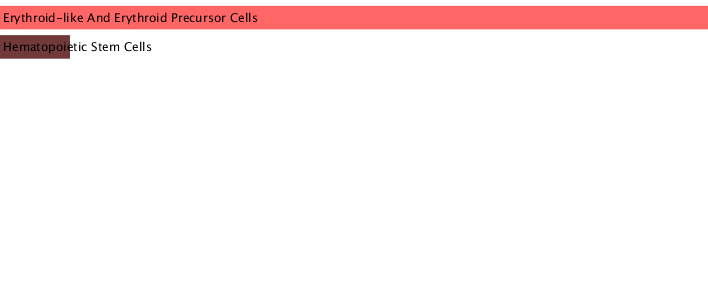 Erythroid-like And Erythroid Precursor Cells
Hematopoietic Stem Cells